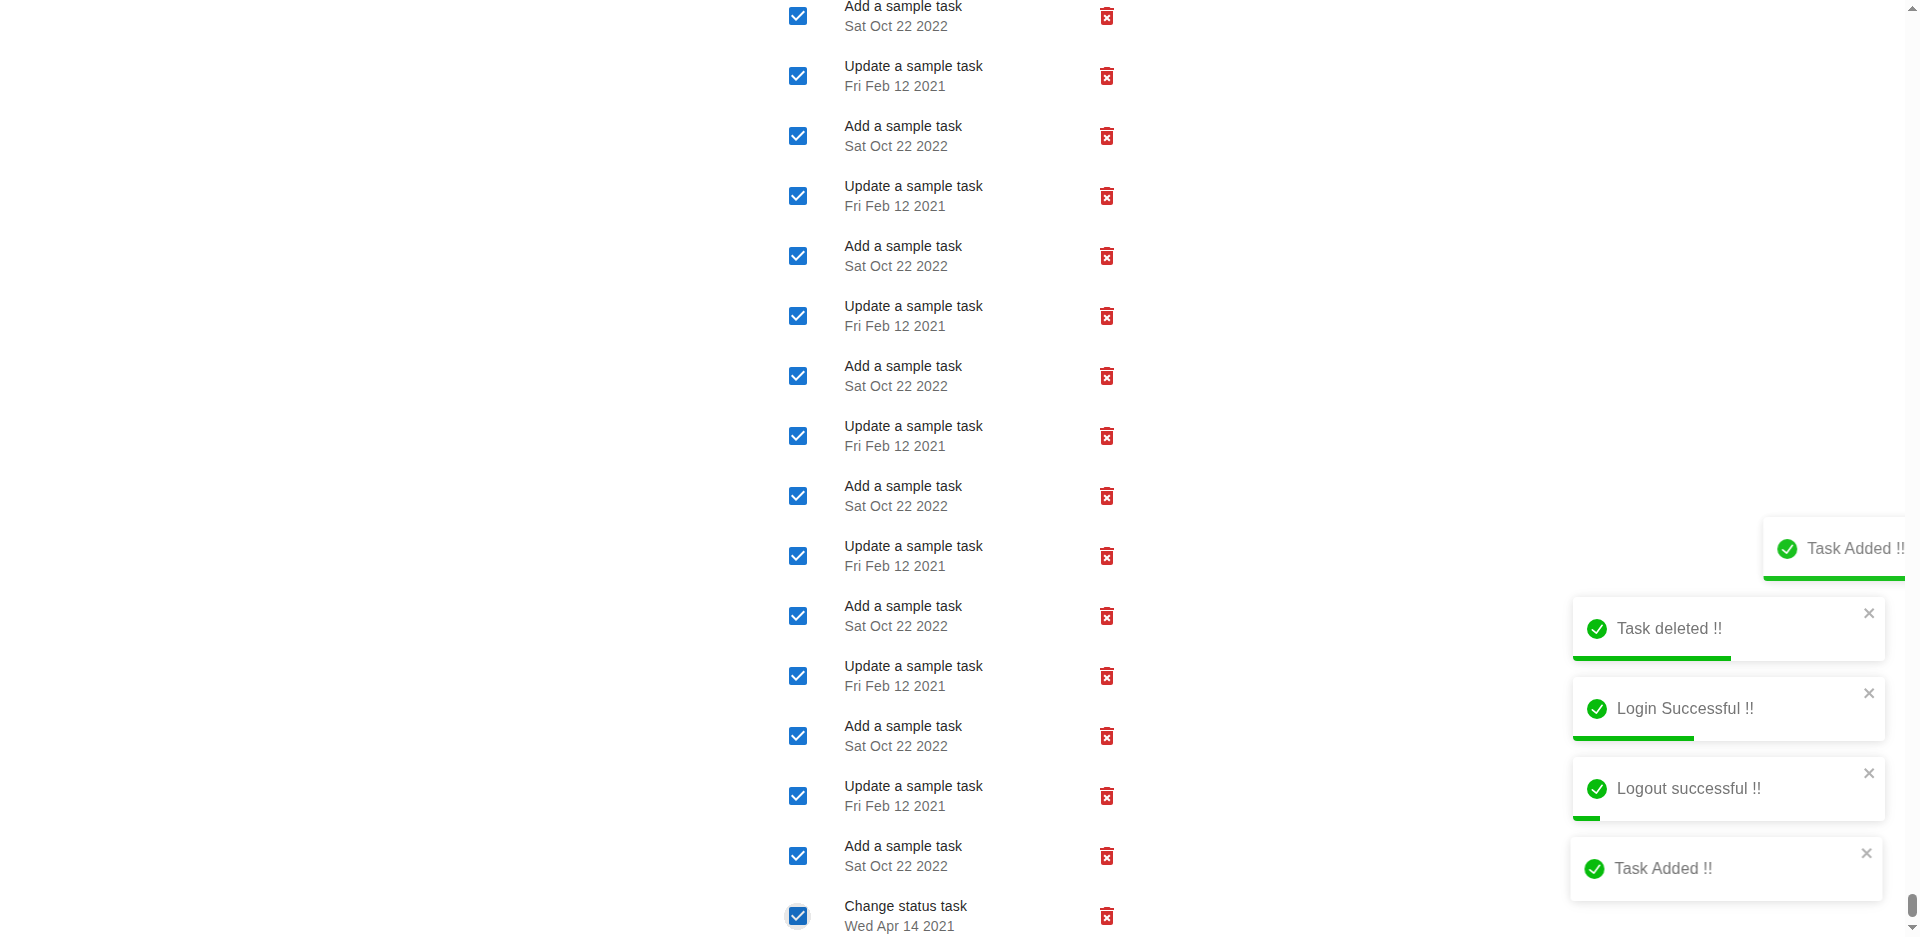 Add a sample task
Sat Oct 22 2022
Update a sample task
Fri Feb 12 2021
Add a sample task
Sat Oct 22 2022
Update a sample task
Fri Feb 12 2021
Add a sample task
Sat Oct 22 2022
Update a sample task
Fri Feb 12 2021
Add a sample task
Sat Oct 22 2022
Update a sample task
Fri Feb 12 2021
Add a sample task
Sat Oct 22 2022
Update a sample task
Fri Feb 12 2021
Add a sample task
Sat Oct 22 2022
Update a sample task
Fri Feb 12 2021
Add a sample task
Sat Oct 22 2022
Update a sample task
Fri Feb 12 2021
Add a sample task
Sat Oct 22 2022
Change status task
Wed Apr 14 2021
Task Added !!
Task deleted !!
Login Successful !!
Logout successful !!
Task Added !!